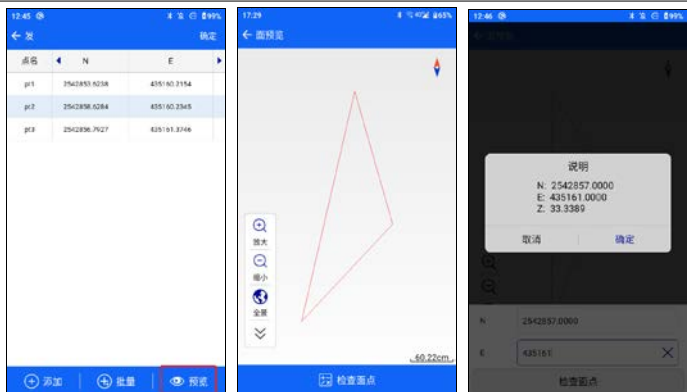 12:45
99%
← 发 确定
点名 N E
pt1 2542853.6238 435160.2154
pt2 2542858.6284 435160.2345
pt3 2542856.7927 435161.3746
添加 批量 预览
17:29
65%
← 面预览
放大
缩小
全景
60.22cm
检查面点
12:46
99%
说明
N: 2542857.0000
E: 435161.0000
Z: 33.3389
取消 确定
N 2542857.0000
E 435161
检查面点